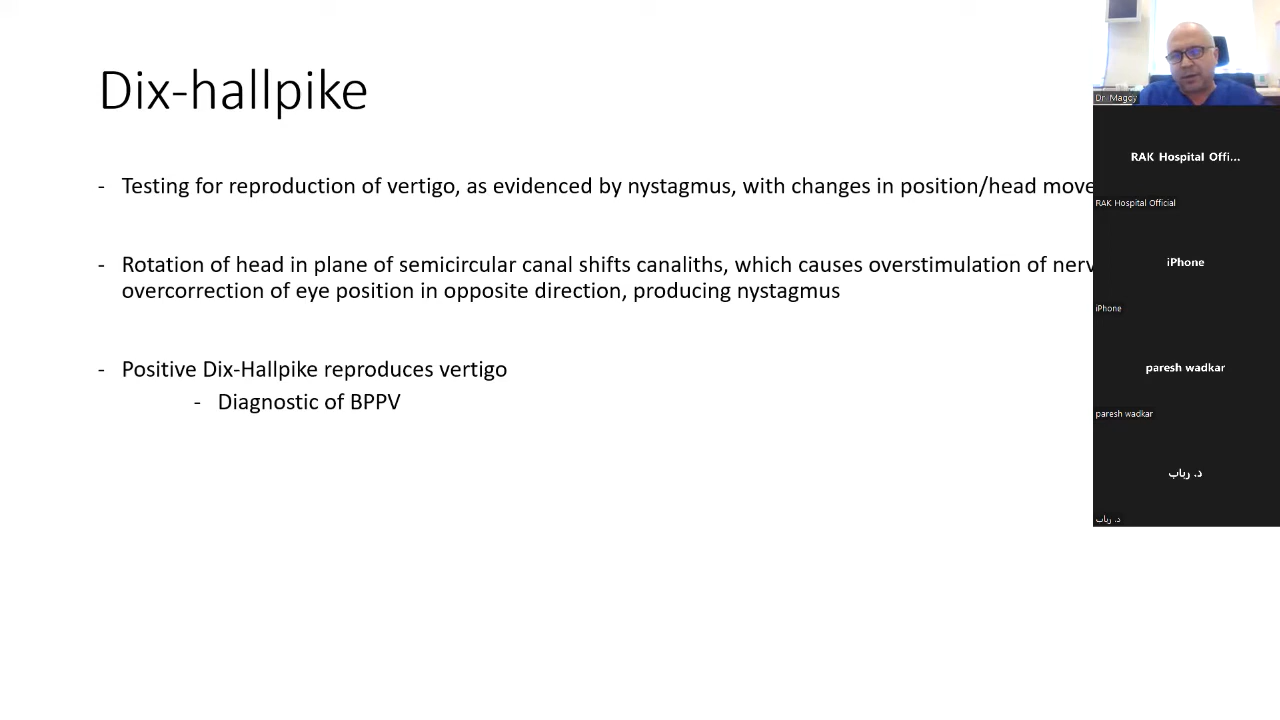 Dix-hallpike
- Testing for reproduction of vertigo, as evidenced by nystagmus, with changes in position/head move
- Rotation of head in plane of semicircular canal shifts canaliths, which causes overstimulation of nerv
overcorrection of eye position in opposite direction, producing nystagmus
- Positive Dix-Hallpike reproduces vertigo
- Diagnostic of BPPV
Dr. Magdy
RAK Hospital Offi...
RAK Hospital Official
iPhone
iPhone
paresh wadkar
paresh wadkar
د. رباب
د. رباب